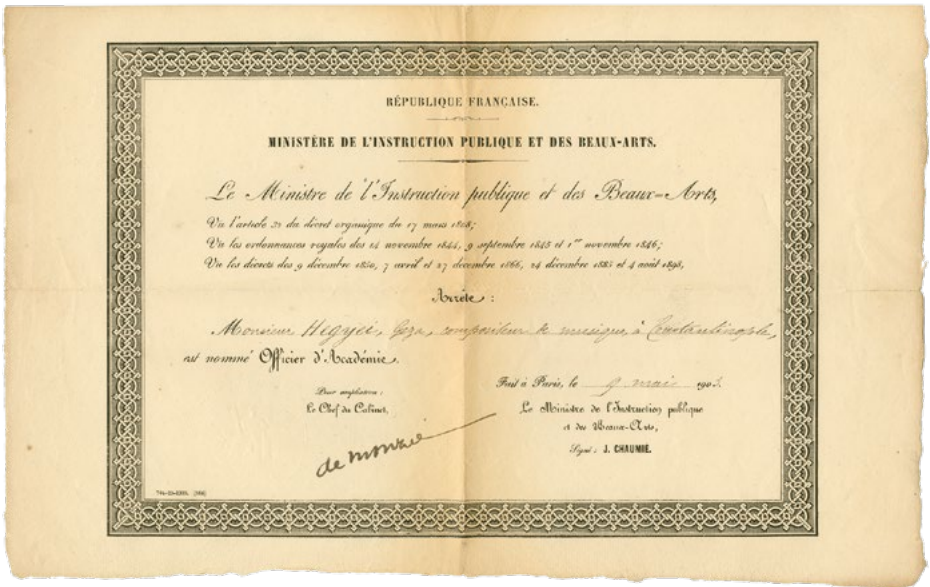 RÉPUBLIQUE FRANÇAISE.
MINISTÈRE DE L'INSTRUCTION PUBLIQUE ET DES BEAUX-ARTS.
Le Ministre de l'Instruction publique et des Beaux-Arts,
Vu l'article 32 du décret organique du 17 mars 1808;
Vu les ordonnances royales des 14 novembre 1844, 9 septembre 1845 et 1er novembre 1846;
Vu les décrets des 9 décembre 1850, 7 avril et 27 décembre 1866, 24 décembre 1885 et 4 août 1898,
Arrête :
Monsieur Hegyei, Géza, compositeur de musique, à Constantinople,
est nommé Officier d'Académie.
Fait à Paris, le 9 mai 1903.
Pour ampliation :
Le Chef du Cabinet,
Le Ministre de l'Instruction publique
et des Beaux-Arts,
Signé : J. CHAUMIÉ.
de monzie